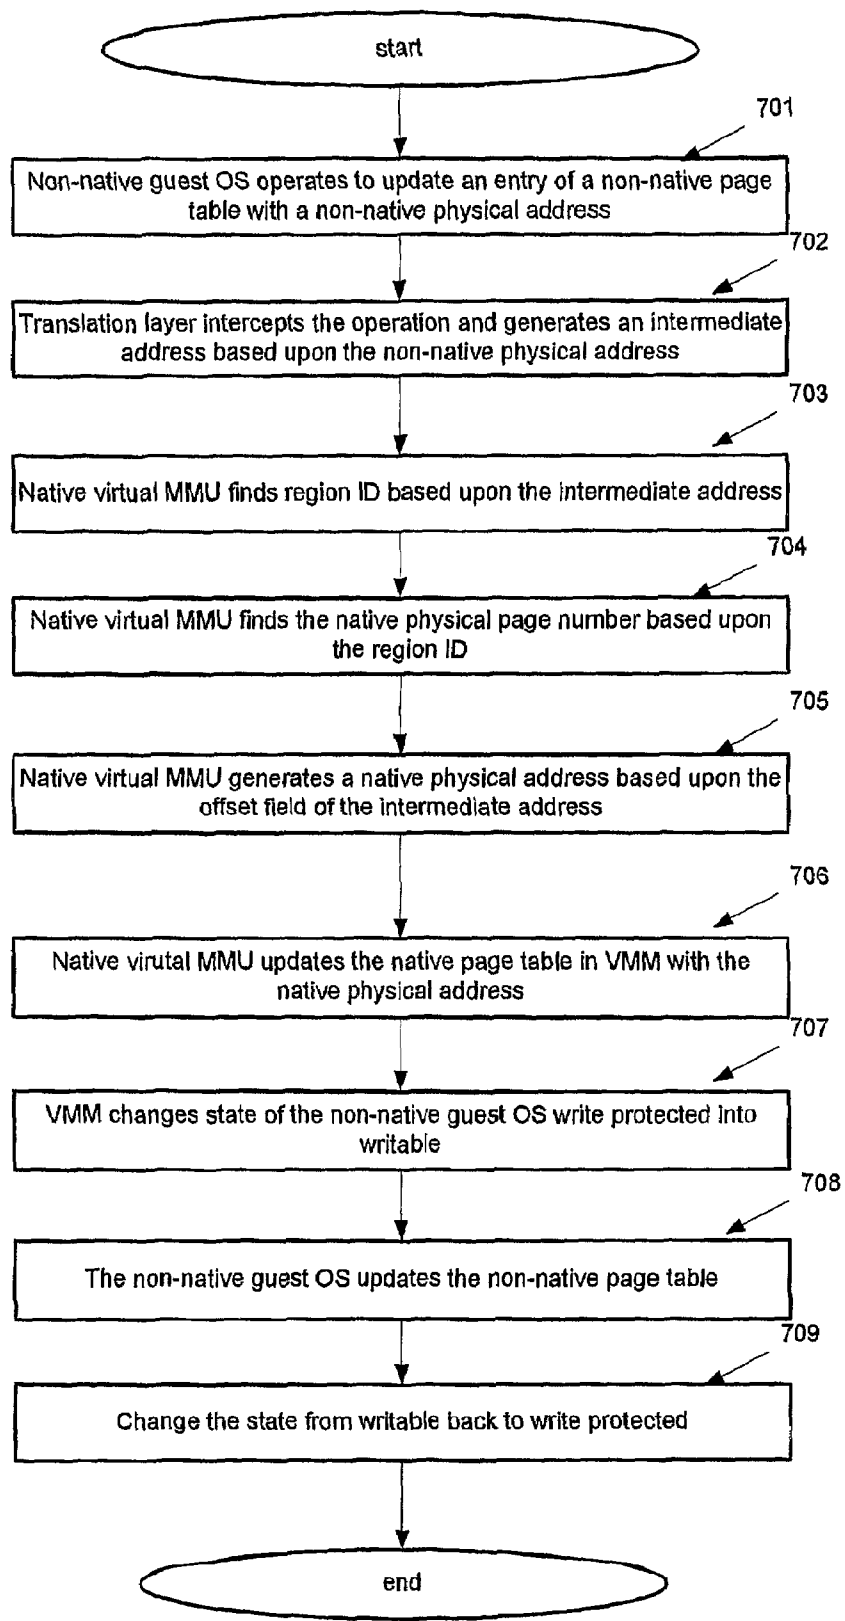 start
701
Non-native guest OS operates to update an entry of a non-native page
table with a non-native physical address
702
Translation layer intercepts the operation and generates an intermediate
address based upon the non-native physical address
703
Native virtual MMU finds region ID based upon the intermediate address
704
Native virtual MMU finds the native physical page number based upon
the region ID
705
Native virtual MMU generates a native physical address based upon the
offset field of the intermediate address
706
Native virutal MMU updates the native page table in VMM with the
native physical address
707
VMM changes state of the non-native guest OS write protected into
writable
708
The non-native guest OS updates the non-native page table
709
Change the state from writable back to write protected
end